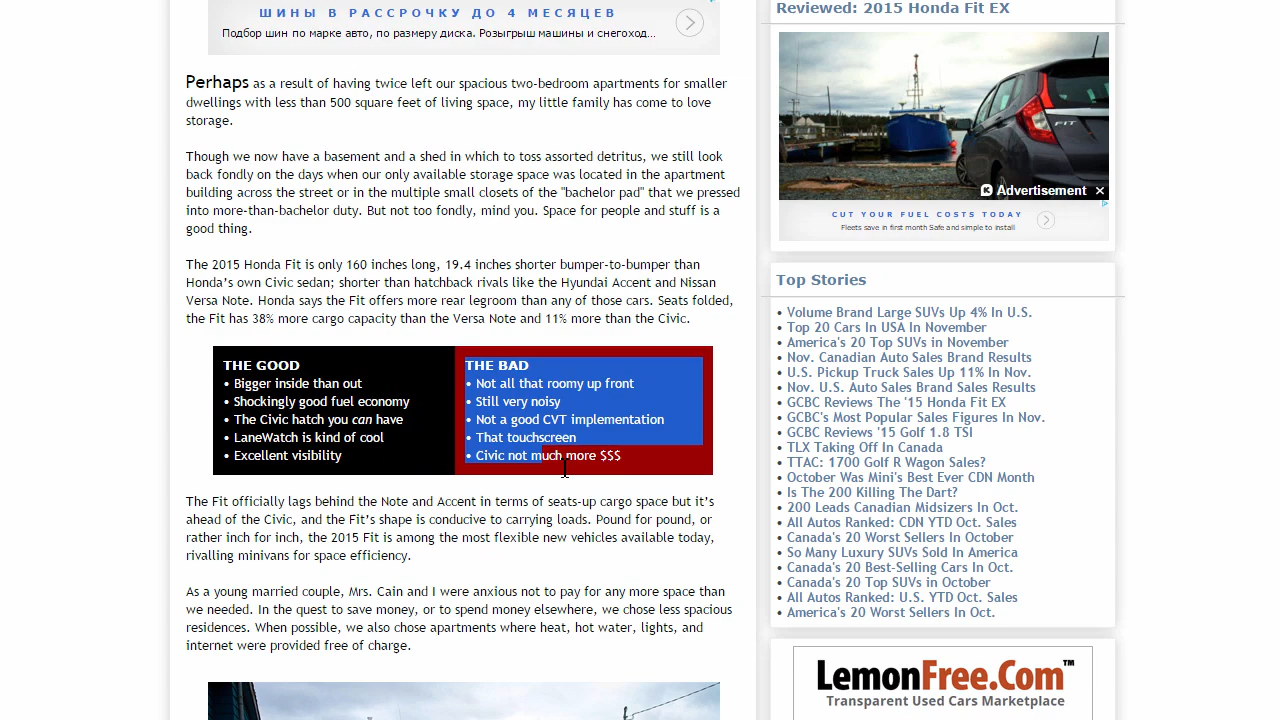 ШИНЫ В РАССРОЧКУ ДО 4 МЕСЯЦЕВ
Подбор шин по марке авто, по размеру диска. Розыгрыш машины и снегоход...
Perhaps as a result of having twice left our spacious two-bedroom apartments for smaller
dwellings with less than 500 square feet of living space, my little family has come to love
storage.
Though we now have a basement and a shed in which to toss assorted detritus, we still look
back fondly on the days when our only available storage space was located in the apartment
building across the street or in the multiple small closets of the "bachelor pad" that we pressed
into more-than-bachelor duty. But not too fondly, mind you. Space for people and stuff is a
good thing.
The 2015 Honda Fit is only 160 inches long, 19.4 inches shorter bumper-to-bumper than
Honda’s own Civic sedan; shorter than hatchback rivals like the Hyundai Accent and Nissan
Versa Note. Honda says the Fit offers more rear legroom than any of those cars. Seats folded,
the Fit has 38% more cargo capacity than the Versa Note and 11% more than the Civic.
THE GOOD
• Bigger inside than out
• Shockingly good fuel economy
• The Civic hatch you can have
• LaneWatch is kind of cool
• Excellent visibility
THE BAD
• Not all that roomy up front
• Still very noisy
• Not a good CVT implementation
• That touchscreen
• Civic not much more $$$
The Fit officially lags behind the Note and Accent in terms of seats-up cargo space but it’s
ahead of the Civic, and the Fit’s shape is conducive to carrying loads. Pound for pound, or
rather inch for inch, the 2015 Fit is among the most flexible new vehicles available today,
rivalling minivans for space efficiency.
As a young married couple, Mrs. Cain and I were anxious not to pay for any more space than
we needed. In the quest to save money, or to spend money elsewhere, we chose less spacious
residences. When possible, we also chose apartments where heat, hot water, lights, and
internet were provided free of charge.
Reviewed: 2015 Honda Fit EX
FIT
Advertisement ×
CUT YOUR FUEL COSTS TODAY
Fleets save in first month Safe and simple to install
Top Stories
• Volume Brand Large SUVs Up 4% In U.S.
• Top 20 Cars In USA In November
• America's 20 Top SUVs in November
• Nov. Canadian Auto Sales Brand Results
• U.S. Pickup Truck Sales Up 11% In Nov.
• Nov. U.S. Auto Sales Brand Sales Results
• GCBC Reviews The '15 Honda Fit EX
• GCBC's Most Popular Sales Figures In Nov.
• GCBC Reviews '15 Golf 1.8 TSI
• TLX Taking Off In Canada
• TTAC: 1700 Golf R Wagon Sales?
• October Was Mini's Best Ever CDN Month
• Is The 200 Killing The Dart?
• 200 Leads Canadian Midsizers In Oct.
• All Autos Ranked: CDN YTD Oct. Sales
• Canada's 20 Worst Sellers In October
• So Many Luxury SUVs Sold In America
• Canada's 20 Best-Selling Cars In Oct.
• Canada's 20 Top SUVs in October
• All Autos Ranked: U.S. YTD Oct. Sales
• America's 20 Worst Sellers In Oct.
LemonFree.Com™
Transparent Used Cars Marketplace